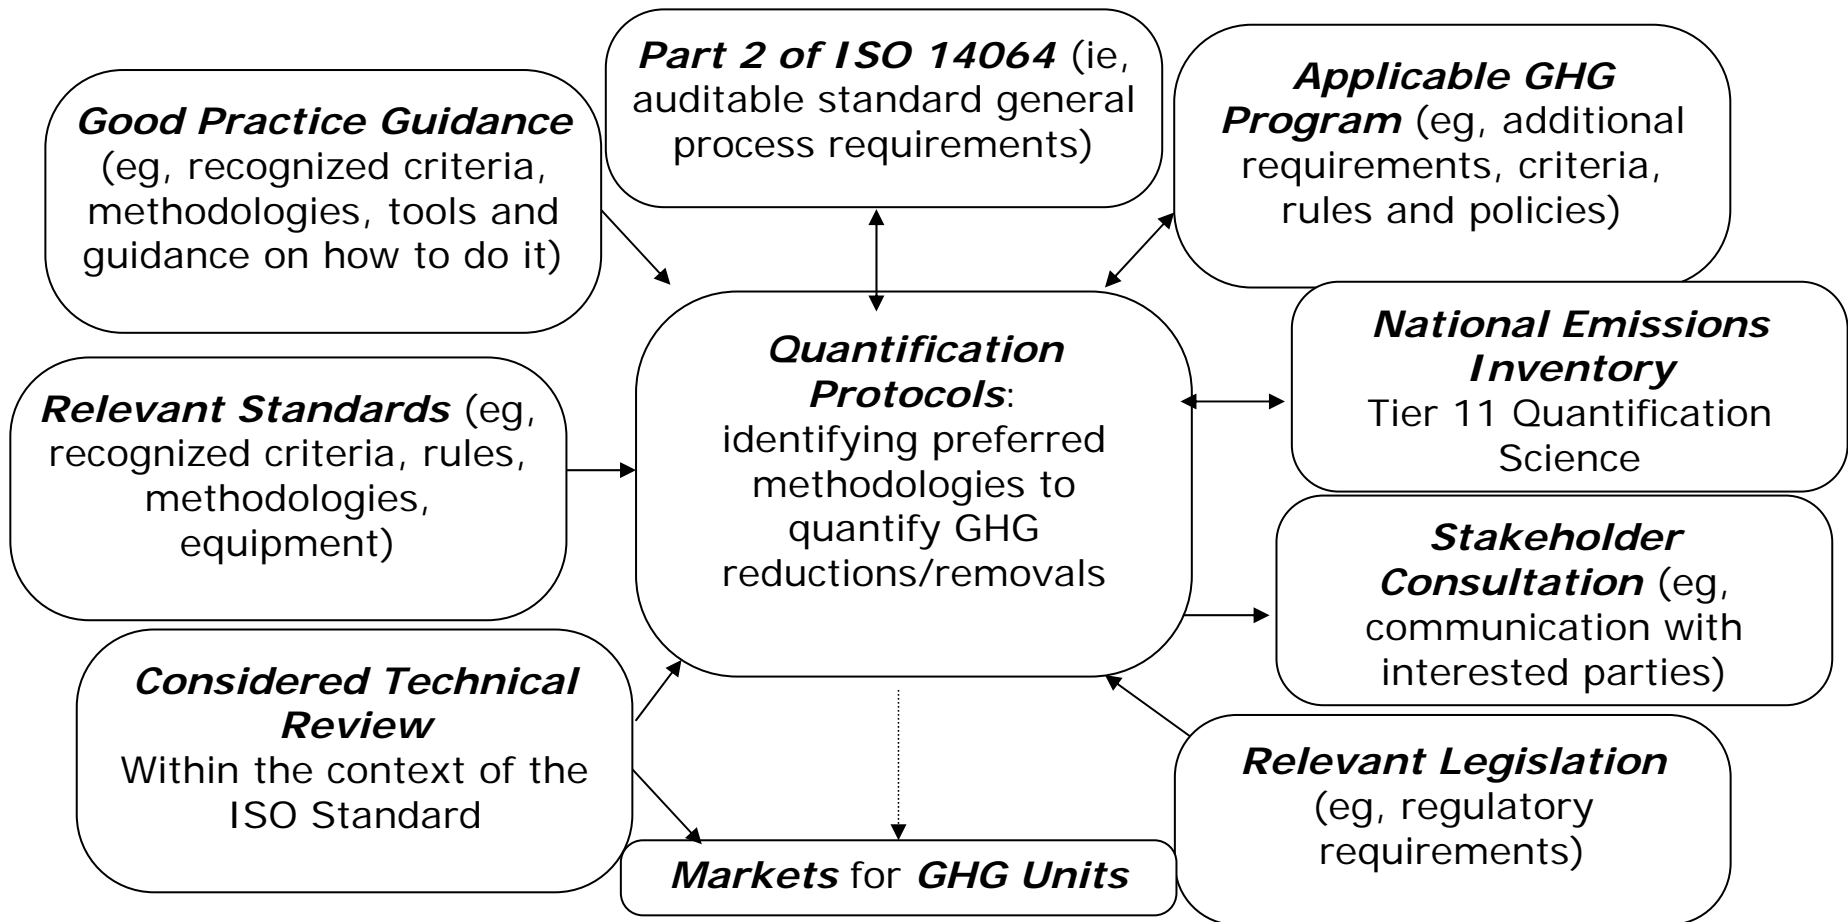 Part 2 of ISO 14064 (ie,
auditable standard general
process requirements)
Good Practice Guidance
(eg, recognized criteria,
methodologies, tools and
guidance on how to do it)
Applicable GHG
Program (eg, additional
requirements, criteria,
rules and policies)
Relevant Standards (eg,
recognized criteria, rules,
methodologies,
equipment)
Quantification
Protocols:
identifying preferred
methodologies to
quantify GHG
reductions/removals
National Emissions
Inventory
Tier 11 Quantification
Science
Stakeholder
Consultation (eg,
communication with
interested parties)
Considered Technical
Review
Within the context of the
ISO Standard
Relevant Legislation
(eg, regulatory
requirements)
Markets for GHG Units